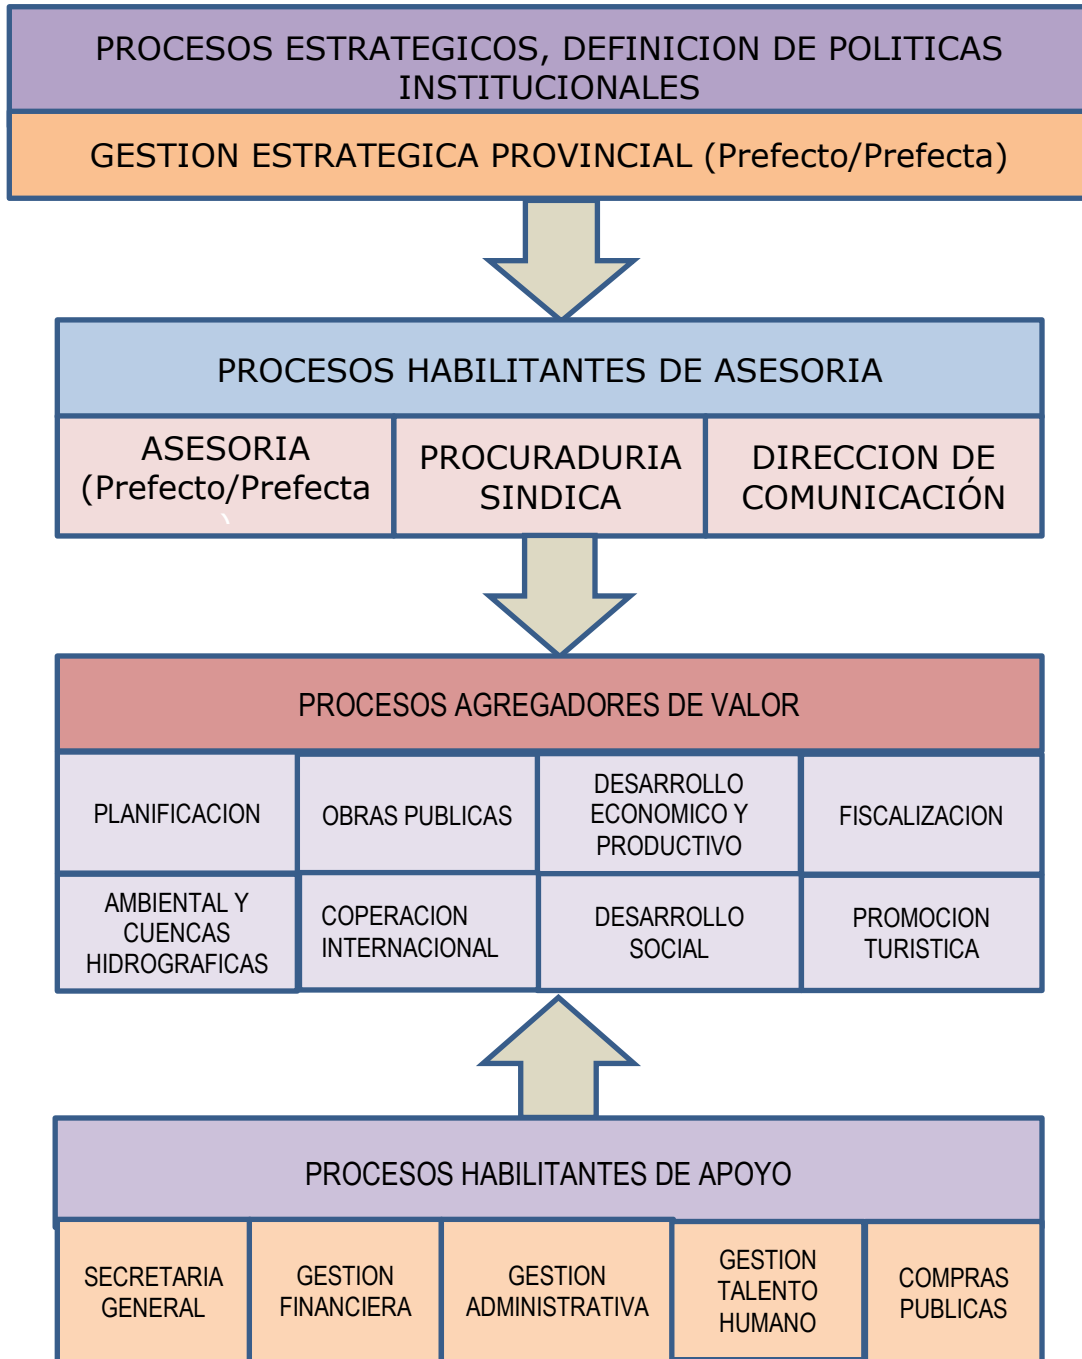 PROCESOS ESTRATEGICOS, DEFINICION DE POLITICAS
INSTITUCIONALES
GESTION ESTRATEGICA PROVINCIAL (Prefecto/Prefecta)
PROCESOS HABILITANTES DE ASESORIA
ASESORIA
(Prefecto/Prefecta
PROCURADURIA
SINDICA
DIRECCION DE
COMUNICACIÓN
PROCESOS AGREGADORES DE VALOR
PLANIFICACION
OBRAS PUBLICAS
DESARROLLO
ECONOMICO Y
PRODUCTIVO
FISCALIZACION
AMBIENTAL Y
CUENCAS
HIDROGRAFICAS
COPERACION
INTERNACIONAL
DESARROLLO
SOCIAL
PROMOCION
TURISTICA
PROCESOS HABILITANTES DE APOYO
SECRETARIA
GENERAL
GESTION
FINANCIERA
GESTION
ADMINISTRATIVA
GESTION
TALENTO
HUMANO
COMPRAS
PUBLICAS